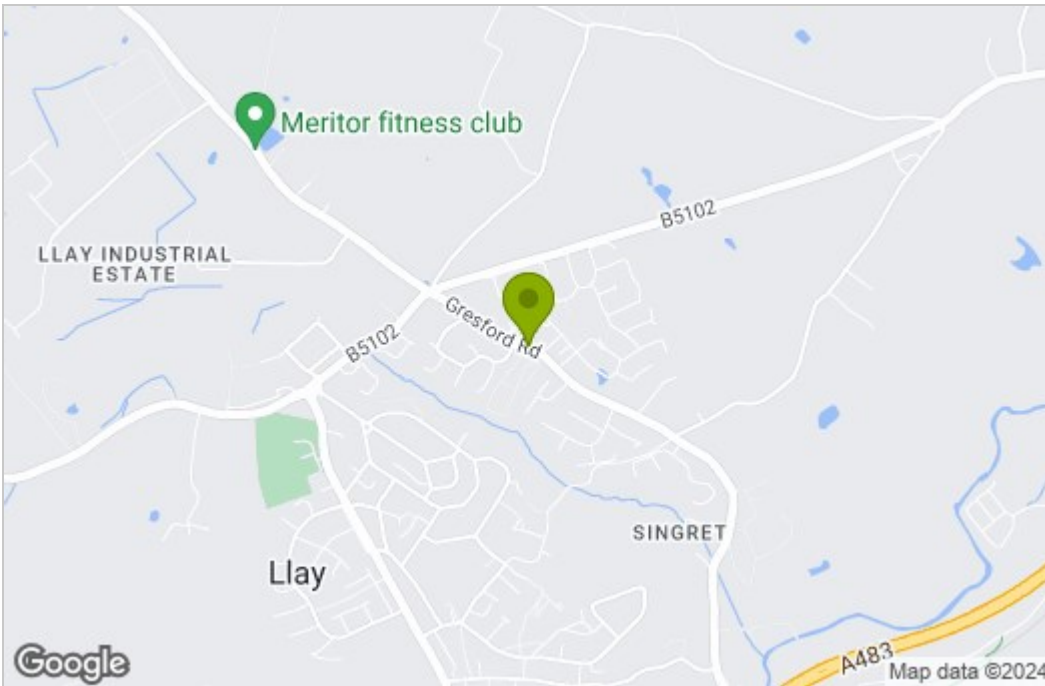 Meritor fitness club
B5102
LLAY INDUSTRIAL
ESTATE
Gresford Rd
B5102
SINGRET
Llay
A483
Google
Map data ©2024